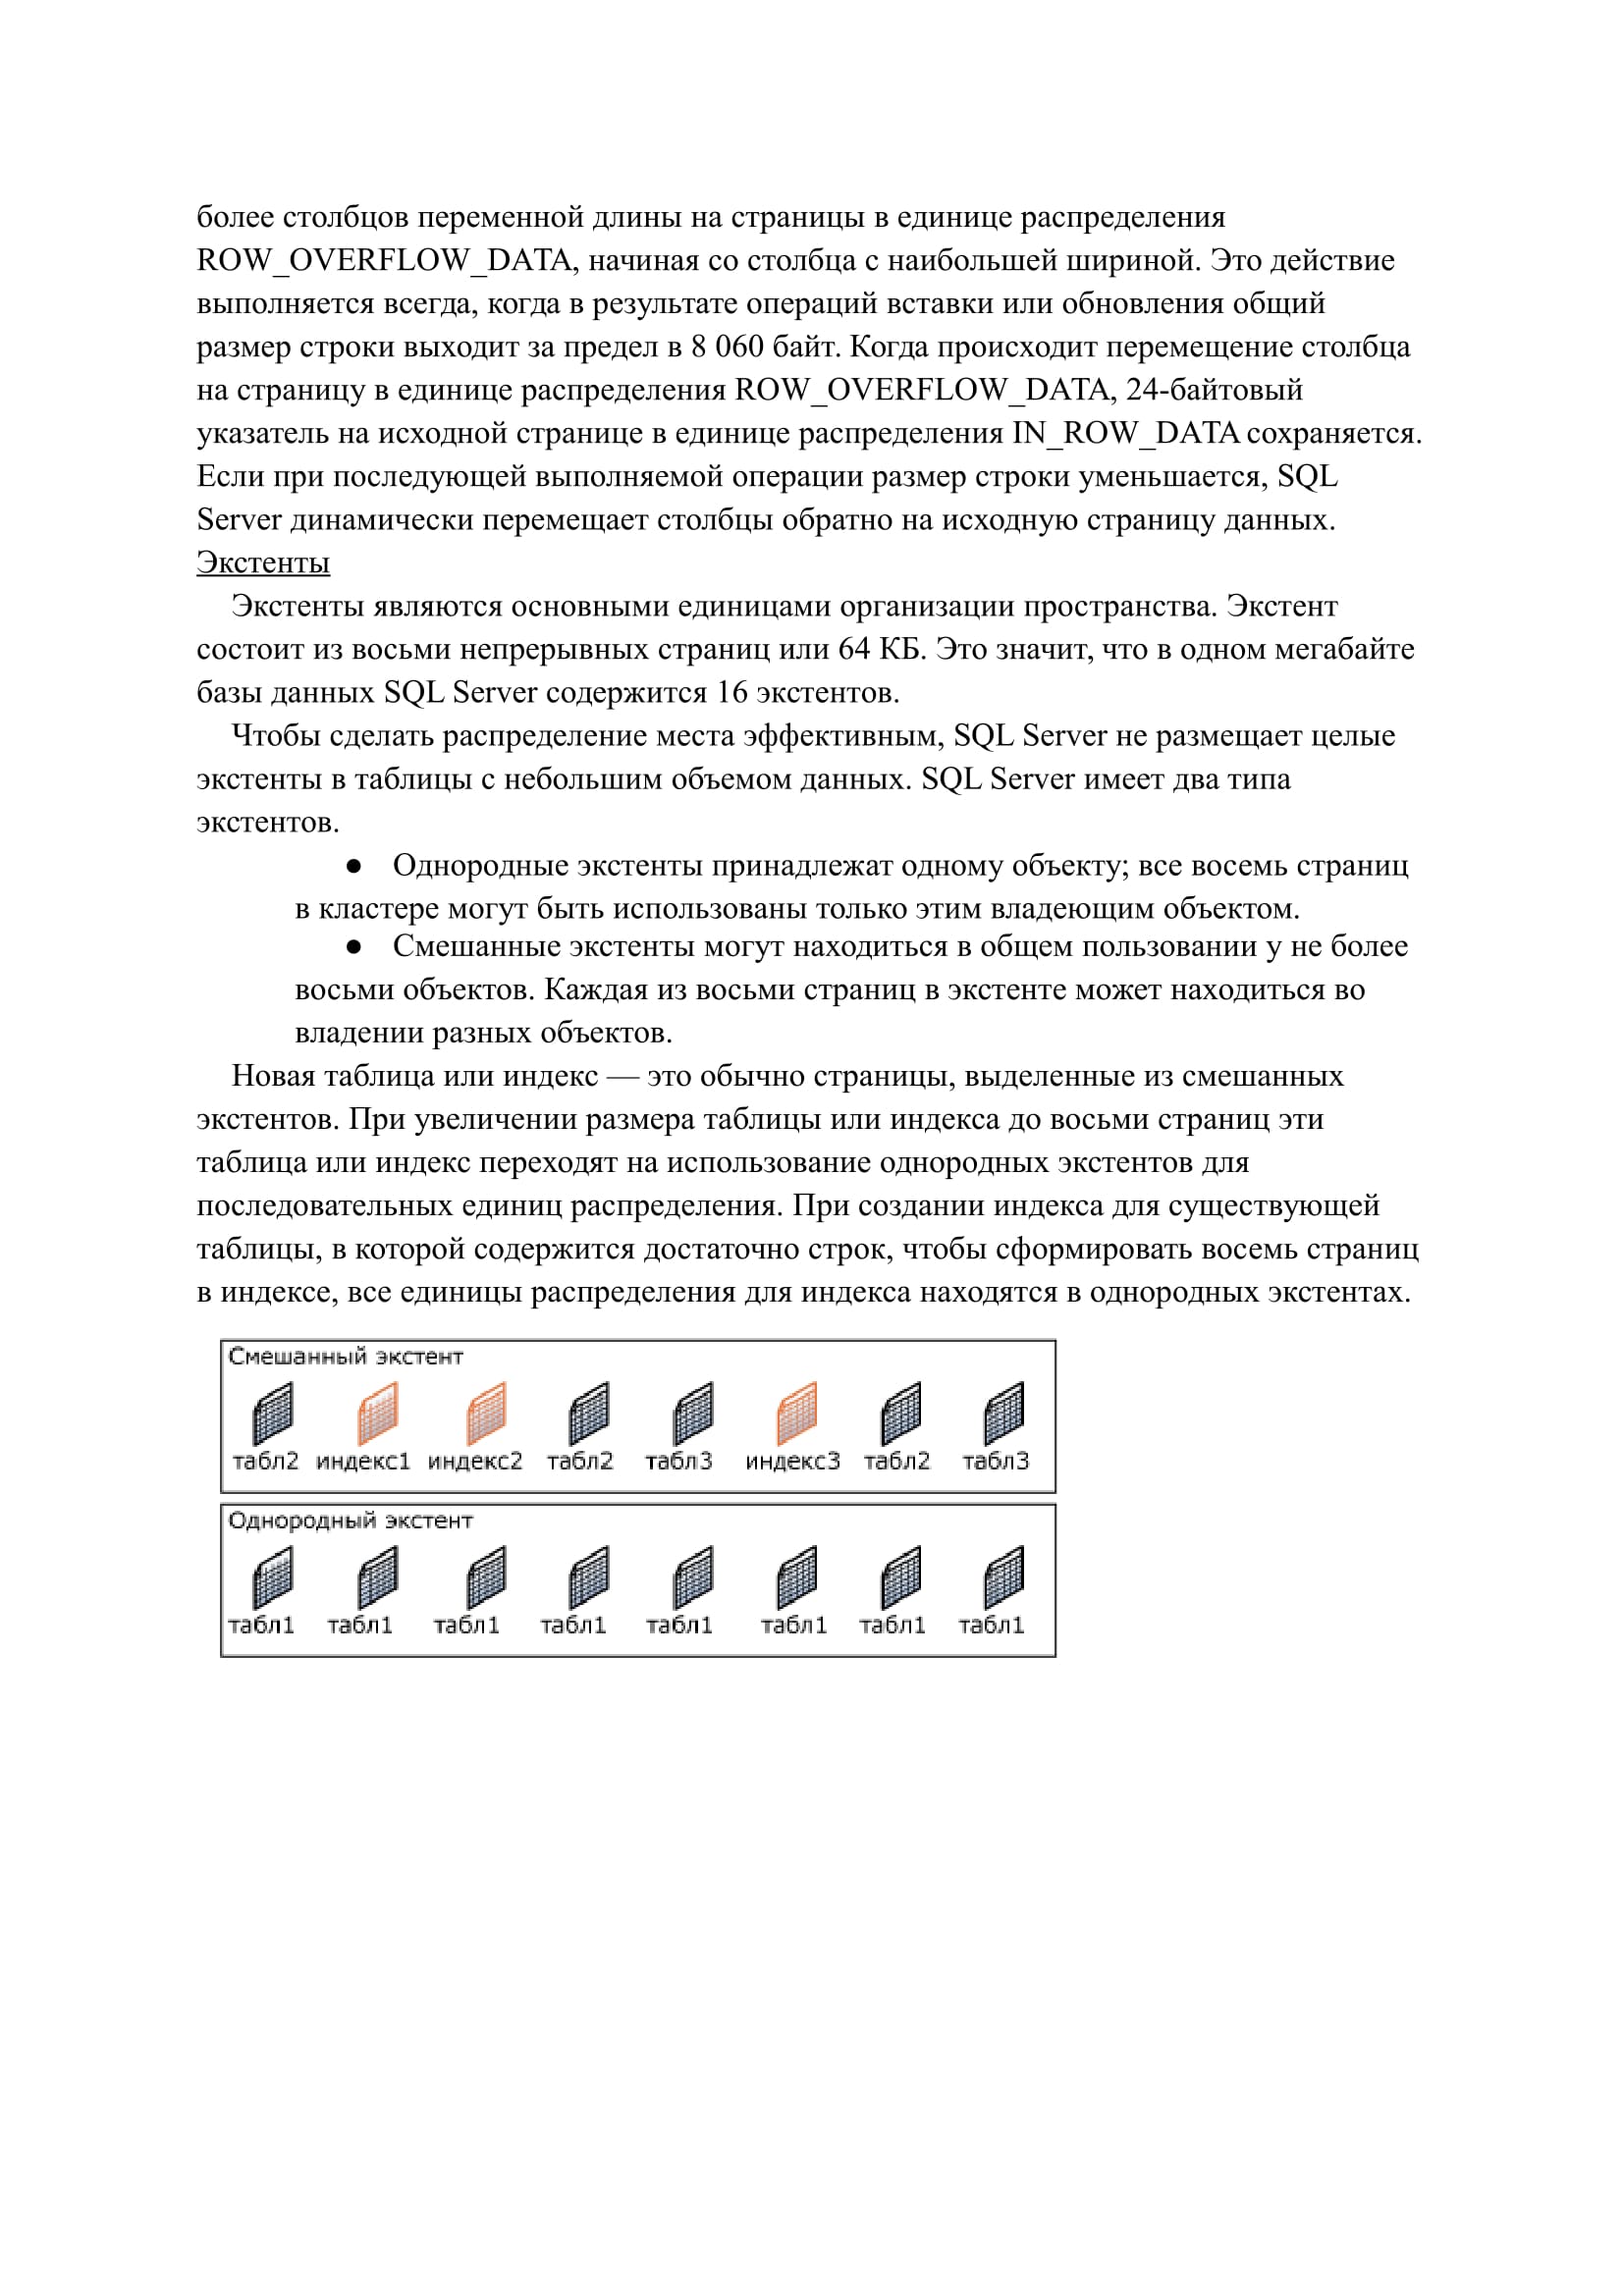 более столбцов переменной длины на страницы в единице распределения
ROW_OVERFLOW_DATA, начиная со столбца с наибольшей шириной. Это действие
выполняется всегда, когда в результате операций вставки или обновления общий
размер строки выходит за предел в 8 060 байт. Когда происходит перемещение столбца
на страницу в единице распределения ROW_OVERFLOW_DATA, 24-байтовый
указатель на исходной странице в единице распределения IN_ROW_DATA сохраняется.
Если при последующей выполняемой операции размер строки уменьшается, SQL
Server динамически перемещает столбцы обратно на исходную страницу данных.
Экстенты
Экстенты являются основными единицами организации пространства. Экстент
состоит из восьми непрерывных страниц или 64 КБ. Это значит, что в одном мегабайте
базы данных SQL Server содержится 16 экстентов.
Чтобы сделать распределение места эффективным, SQL Server не размещает целые
экстенты в таблицы с небольшим объемом данных. SQL Server имеет два типа
экстентов.
● Однородные экстенты принадлежат одному объекту; все восемь страниц
в кластере могут быть использованы только этим владеющим объектом.
● Смешанные экстенты могут находиться в общем пользовании у не более
восьми объектов. Каждая из восьми страниц в экстенте может находиться во
владении разных объектов.
Новая таблица или индекс — это обычно страницы, выделенные из смешанных
экстентов. При увеличении размера таблицы или индекса до восьми страниц эти
таблица или индекс переходят на использование однородных экстентов для
последовательных единиц распределения. При создании индекса для существующей
таблицы, в которой содержится достаточно строк, чтобы сформировать восемь страниц
в индексе, все единицы распределения для индекса находятся в однородных экстентах.
Смешанный экстент
табл2 индекс1 индекс2 табл2 табл3 индекс3 табл2 табл3
Однородный экстент
табл1 табл1 табл1 табл1 табл1 табл1 табл1 табл1